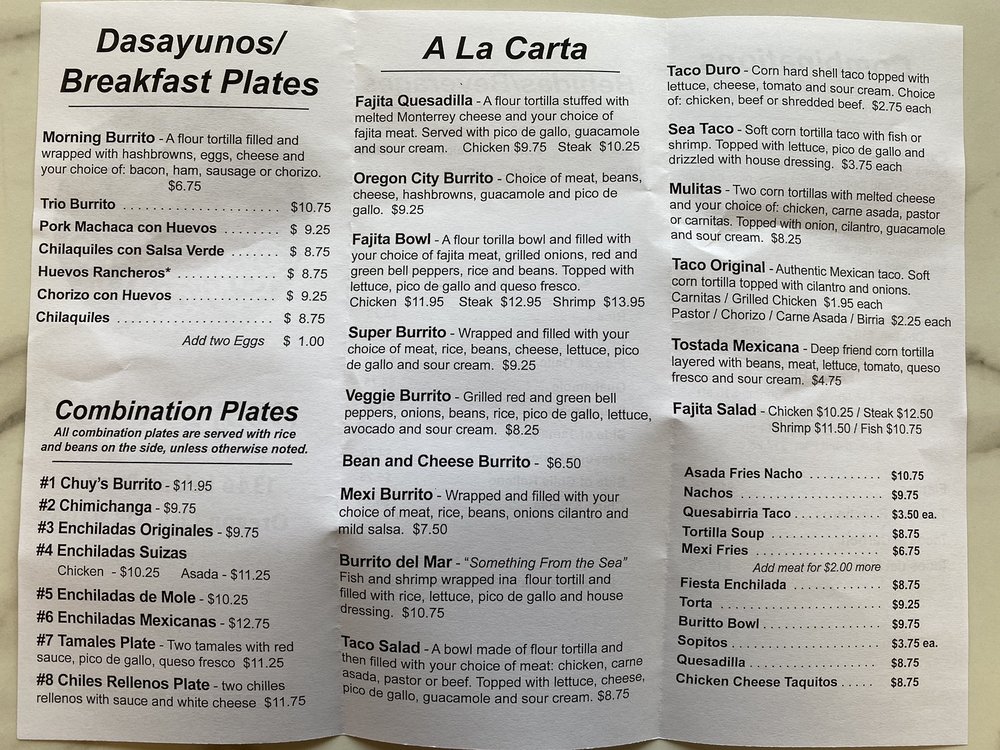 Dasayunos/
Breakfast Plates
Morning Burrito - A flour tortilla filled and
wrapped with hashbrowns, eggs, cheese and
your choice of: bacon, ham, sausage or chorizo.
$6.75
Trio Burrito . . . . . . . . . . . . . . . . . . . . . . $10.75
Pork Machaca con Huevos . . . . . . . . $ 9.25
Chilaquiles con Salsa Verde . . . . . . . $ 8.75
Huevos Rancheros* . . . . . . . . . . . . . . $ 8.75
Chorizo con Huevos . . . . . . . . . . . . . $ 9.25
Chilaquiles . . . . . . . . . . . . . . . . . . . . . . $ 8.75
Add two Eggs $ 1.00
Combination Plates
All combination plates are served with rice
and beans on the side, unless otherwise noted.
#1 Chuy's Burrito - $11.95
#2 Chimichanga - $9.75
#3 Enchiladas Originales - $9.75
#4 Enchiladas Suizas
Chicken - $10.25 Asada - $11.25
#5 Enchiladas de Mole - $10.25
#6 Enchiladas Mexicanas - $12.75
#7 Tamales Plate - Two tamales with red
sauce, pico de gallo, queso fresco $11.25
#8 Chiles Rellenos Plate - two chilles
rellenos with sauce and white cheese $11.75
A La Carta
Fajita Quesadilla - A flour tortilla stuffed with
melted Monterrey cheese and your choice of
fajita meat. Served with pico de gallo, guacamole
and sour cream. Chicken $9.75 Steak $10.25
Oregon City Burrito - Choice of meat, beans,
cheese, hashbrowns, guacamole and pico de
gallo. $9.25
Fajita Bowl - A flour torilla bowl and filled with
your choice of fajita meat, grilled onions, red and
green bell peppers, rice and beans. Topped with
lettuce, pico de gallo and queso fresco.
Chicken $11.95 Steak $12.95 Shrimp $13.95
Super Burrito - Wrapped and filled with your
choice of meat, rice, beans, cheese, lettuce, pico
de gallo and sour cream. $9.25
Veggie Burrito - Grilled red and green bell
peppers, onions, beans, rice, pico de gallo, lettuce,
avocado and sour cream. $8.25
Bean and Cheese Burrito - $6.50
Mexi Burrito - Wrapped and filled with your
choice of meat, rice, beans, onions cilantro and
mild salsa. $7.50
Burrito del Mar - “Something From the Sea”
Fish and shrimp wrapped ina flour tortill and
filled with rice, lettuce, pico de gallo and house
dressing. $10.75
Taco Salad - A bowl made of flour tortilla and
then filled with your choice of meat: chicken, carne
asada, pastor or beef. Topped with lettuce, cheese,
pico de gallo, guacamole and sour cream. $8.75
Taco Duro - Corn hard shell taco topped with
lettuce, cheese, tomato and sour cream. Choice
of: chicken, beef or shredded beef. $2.75 each
Sea Taco - Soft corn tortilla taco with fish or
shrimp. Topped with lettuce, pico de gallo and
drizzled with house dressing. $3.75 each
Mulitas - Two corn tortillas with melted cheese
and your choice of: chicken, carne asada, pastor
or carnitas. Topped with onion, cilantro, guacamole
and sour cream. $8.25
Taco Original - Authentic Mexican taco. Soft
corn tortilla topped with cilantro and onions.
Carnitas / Grilled Chicken $1.95 each
Pastor / Chorizo / Carne Asada / Birria $2.25 each
Tostada Mexicana - Deep friend corn tortilla
layered with beans, meat, lettuce, tomato, queso
fresco and sour cream. $4.75
Fajita Salad - Chicken $10.25 / Steak $12.50
Shrimp $11.50 / Fish $10.75
Asada Fries Nacho . . . . . . . . . . . $10.75
Nachos . . . . . . . . . . . . . . . . . . . . $9.75
Quesabirria Taco . . . . . . . . . . . . . $3.50 ea.
Tortilla Soup . . . . . . . . . . . . . . . . $8.75
Mexi Fries . . . . . . . . . . . . . . . . . . $6.75
Add meat for $2.00 more
Fiesta Enchilada . . . . . . . . . . . . . $8.75
Torta . . . . . . . . . . . . . . . . . . . . . . . $9.25
Buritto Bowl . . . . . . . . . . . . . . . . . $9.75
Sopitos . . . . . . . . . . . . . . . . . . . . . $3.75 ea.
Quesadilla . . . . . . . . . . . . . . . . . . . $8.75
Chicken Cheese Taquitos . . . . . $8.75